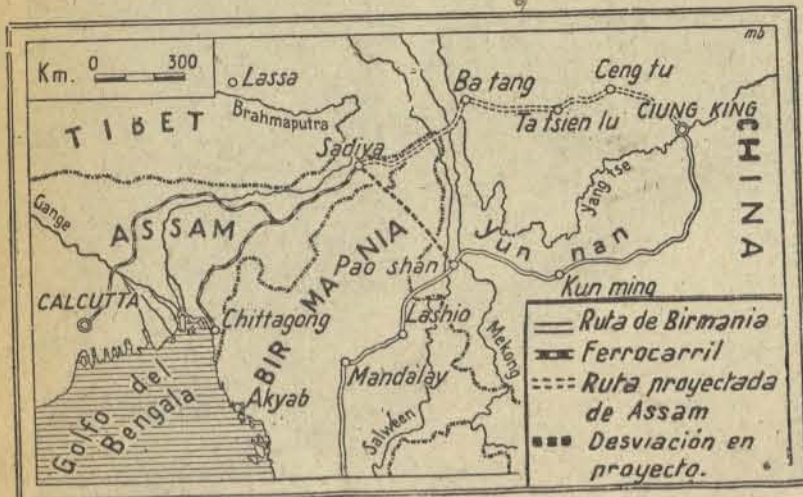 mb
Km. 0 300
Lassa
Brahmaputra
TIBET
Sadiya
Ba tang
Ceng tu
Ta tsien lu
CIUNG KING
CHINA
Gange
ASSAM
BIRMANIA
Yang tse
Yun nan
Pao shan
Kun ming
CALCUTTA
Chittagong
Lashio
Mekong
Mandalay
Akyab
Salween
Golfo del
Bengala
Ruta de Birmania
Ferrocarril
Ruta proyectada
de Assam
Desviación en
proyecto.